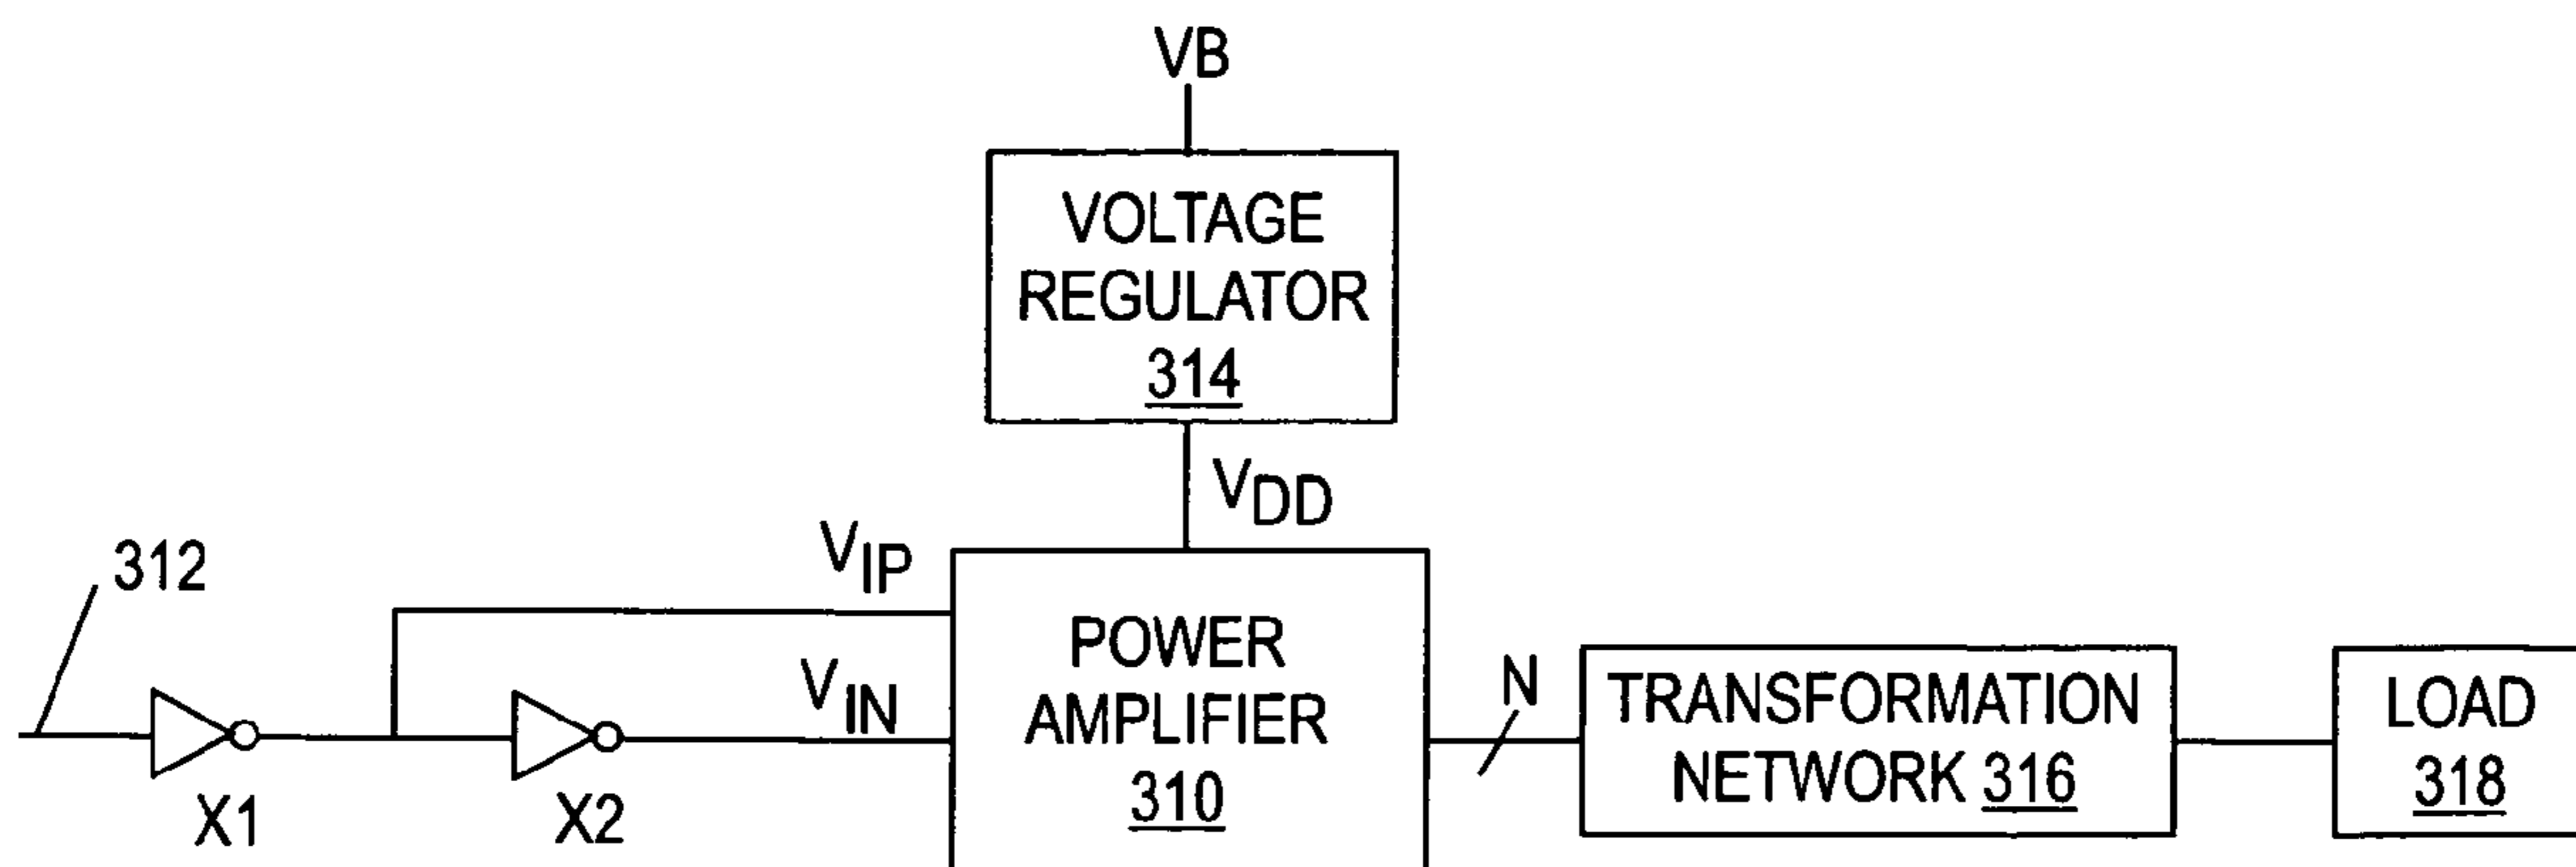 VB
VOLTAGE
REGULATOR
314
VDD
312
VIP
VIN
X1
X2
POWER
AMPLIFIER
310
N
TRANSFORMATION
NETWORK 316
LOAD
318